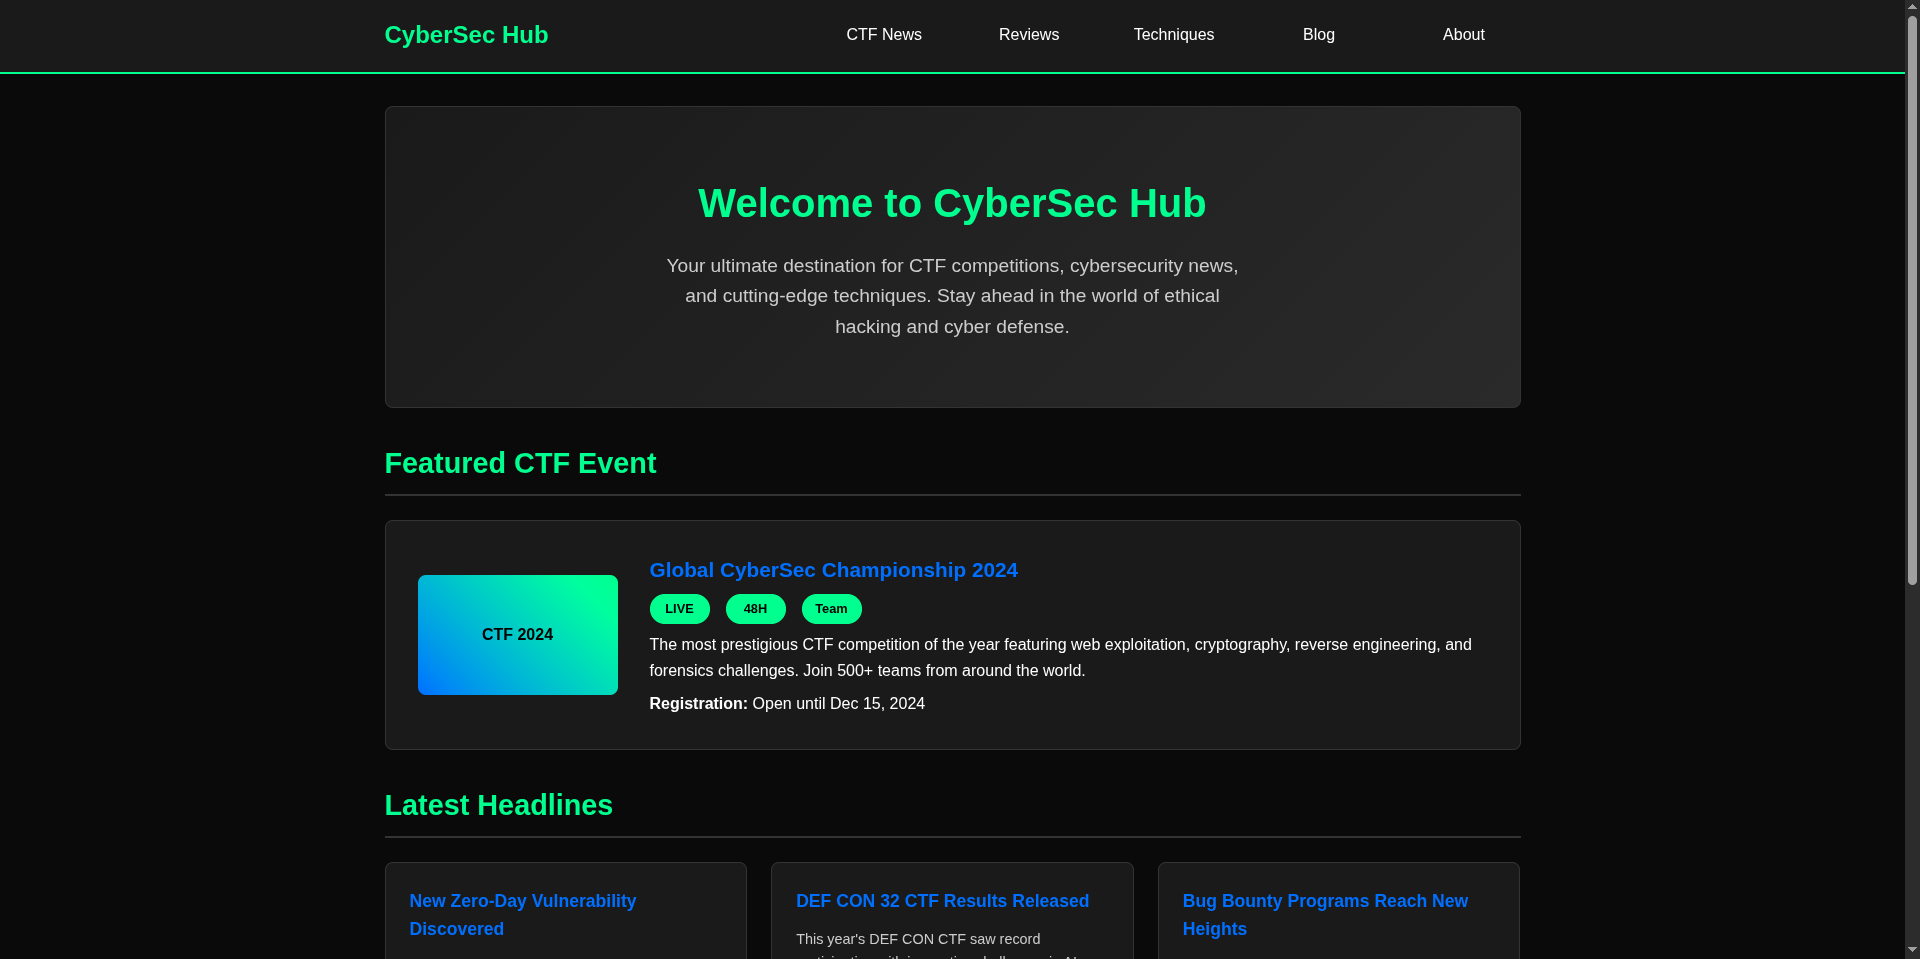 CyberSec Hub
CTF News
Reviews
Techniques
Blog
About
Welcome to CyberSec Hub
Your ultimate destination for CTF competitions, cybersecurity news,
and cutting-edge techniques. Stay ahead in the world of ethical
hacking and cyber defense.
Featured CTF Event
CTF 2024
Global CyberSec Championship 2024
LIVE
48H
Team
The most prestigious CTF competition of the year featuring web exploitation, cryptography, reverse engineering, and
forensics challenges. Join 500+ teams from around the world.
Registration: Open until Dec 15, 2024
Latest Headlines
New Zero-Day Vulnerability
Discovered
DEF CON 32 CTF Results Released
This year's DEF CON CTF saw record
Bug Bounty Programs Reach New
Heights